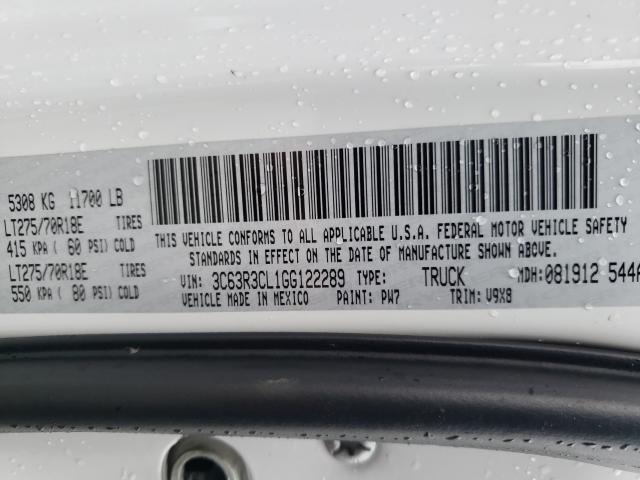 5308 KG 11700 LB
LT275/70R18E TIRES
415 KPA ( 60 PSI) COLD
LT275/70R18E TIRES
550 KPA ( 80 PSI) COLD
THIS VEHICLE CONFORMS TO ALL APPLICABLE U.S.A. FEDERAL MOTOR VEHICLE SAFETY
STANDARDS IN EFFECT ON THE DATE OF MANUFACTURE SHOWN ABOVE.
VIN: 3C63R3CL1GG122289 TYPE: TRUCK MDH: 081912 544A
VEHICLE MADE IN MEXICO PAINT: PW7 TRIM: V9X8